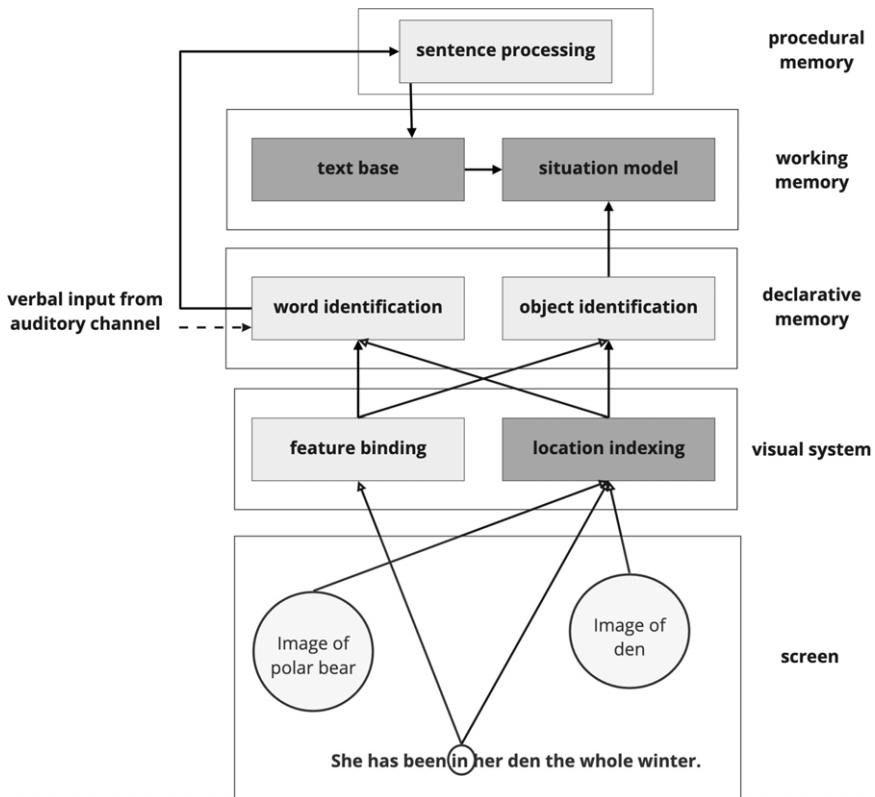 sentence processing
procedural
memory
text base
situation model
working
memory
verbal input from
auditory channel
word identification
object identification
declarative
memory
feature binding
location indexing
visual system
Image of
polar bear
Image of
den
screen
She has been in her den the whole winter.